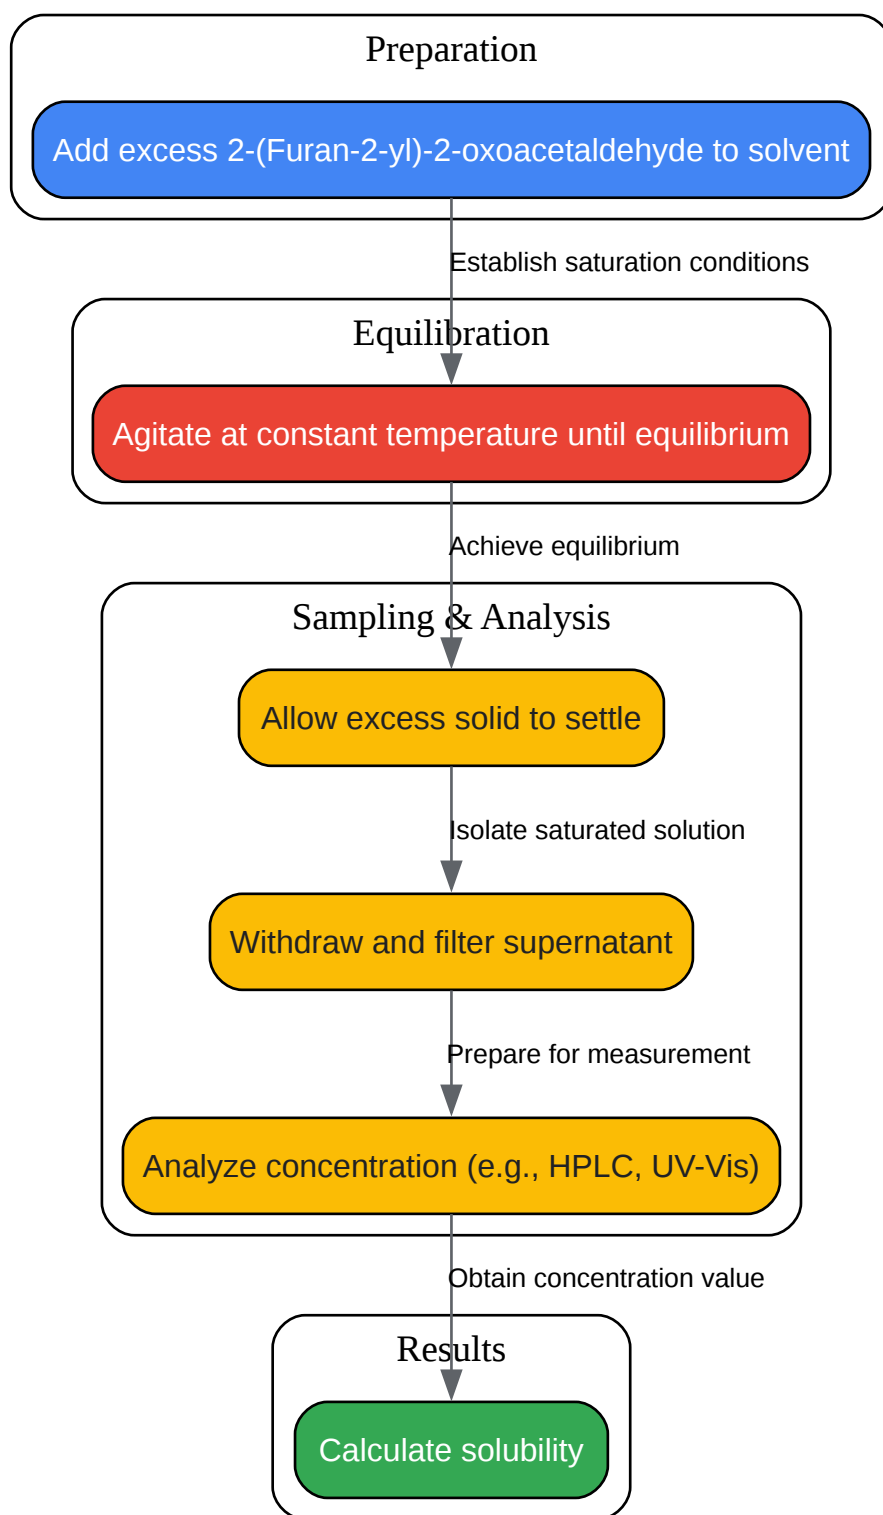 Preparation
Add excess 2-(Furan-2-yl)-2-oxoacetaldehyde to solvent
Establish saturation conditions
Equilibration
Agitate at constant temperature until equilibrium
Achieve equilibrium
Sampling & Analysis
Allow excess solid to settle
Isolate saturated solution
Withdraw and filter supernatant
Prepare for measurement
Analyze concentration (e.g., HPLC, UV-Vis)
Obtain concentration value
Results
Calculate solubility